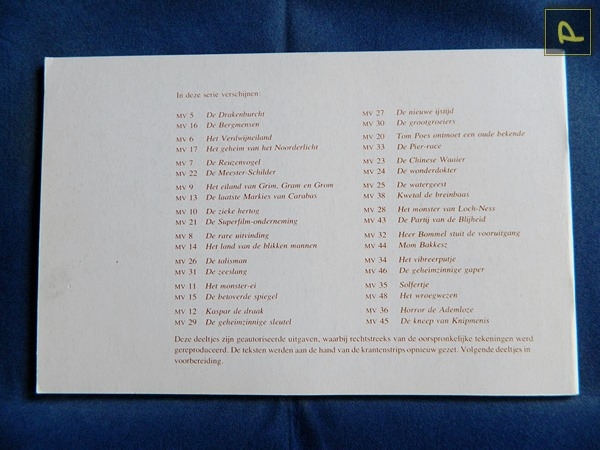 P
In deze serie verschijnen:
MV 5 De Drakenburcht
MV 16 De Bergmensen
MV 6 Het Verdwijneiland
MV 17 Het geheim van het Noorderlicht
MV 7 De Reuzenvogel
MV 22 De Meester-Schilder
MV 9 Het eiland van Grim, Gram en Grom
MV 13 De laatste Markies van Carabas
MV 10 De zieke hertog
MV 21 De Superfilm-onderneming
MV 8 De rare uitvinding
MV 14 Het land van de blikken mannen
MV 26 De talisman
MV 31 De zeeslang
MV 11 Het monster-ei
MV 15 De betoverde spiegel
MV 12 Kaspar de draak
MV 29 De geheimzinnige sleutel
MV 27 De nieuwe ijstijd
MV 30 De grootgroeiers
MV 20 Tom Poes ontmoet een oude bekende
MV 33 De Pier-race
MV 23 De Chinese Waaier
MV 24 De wonderdokter
MV 25 De watergeest
MV 38 Kwetal de breinbaas
MV 28 Het monster van Loch-Ness
MV 43 De Partij van de Blijheid
MV 32 Heer Bommel stuit de vooruitgang
MV 44 Mom Bakkesz
MV 34 Het vibreerputje
MV 46 De geheimzinnige gaper
MV 35 Solfertje
MV 48 Het wroegwezen
MV 36 Horror de Ademloze
MV 45 De kneep van Knipmenis
Deze deeltjes zijn geautoriseerde uitgaven, waarbij rechtstreeks van de oorspronkelijke tekeningen werd
gereproduceerd. De teksten werden aan de hand van de krantenstrips opnieuw gezet. Volgende deeltjes in
voorbereiding.